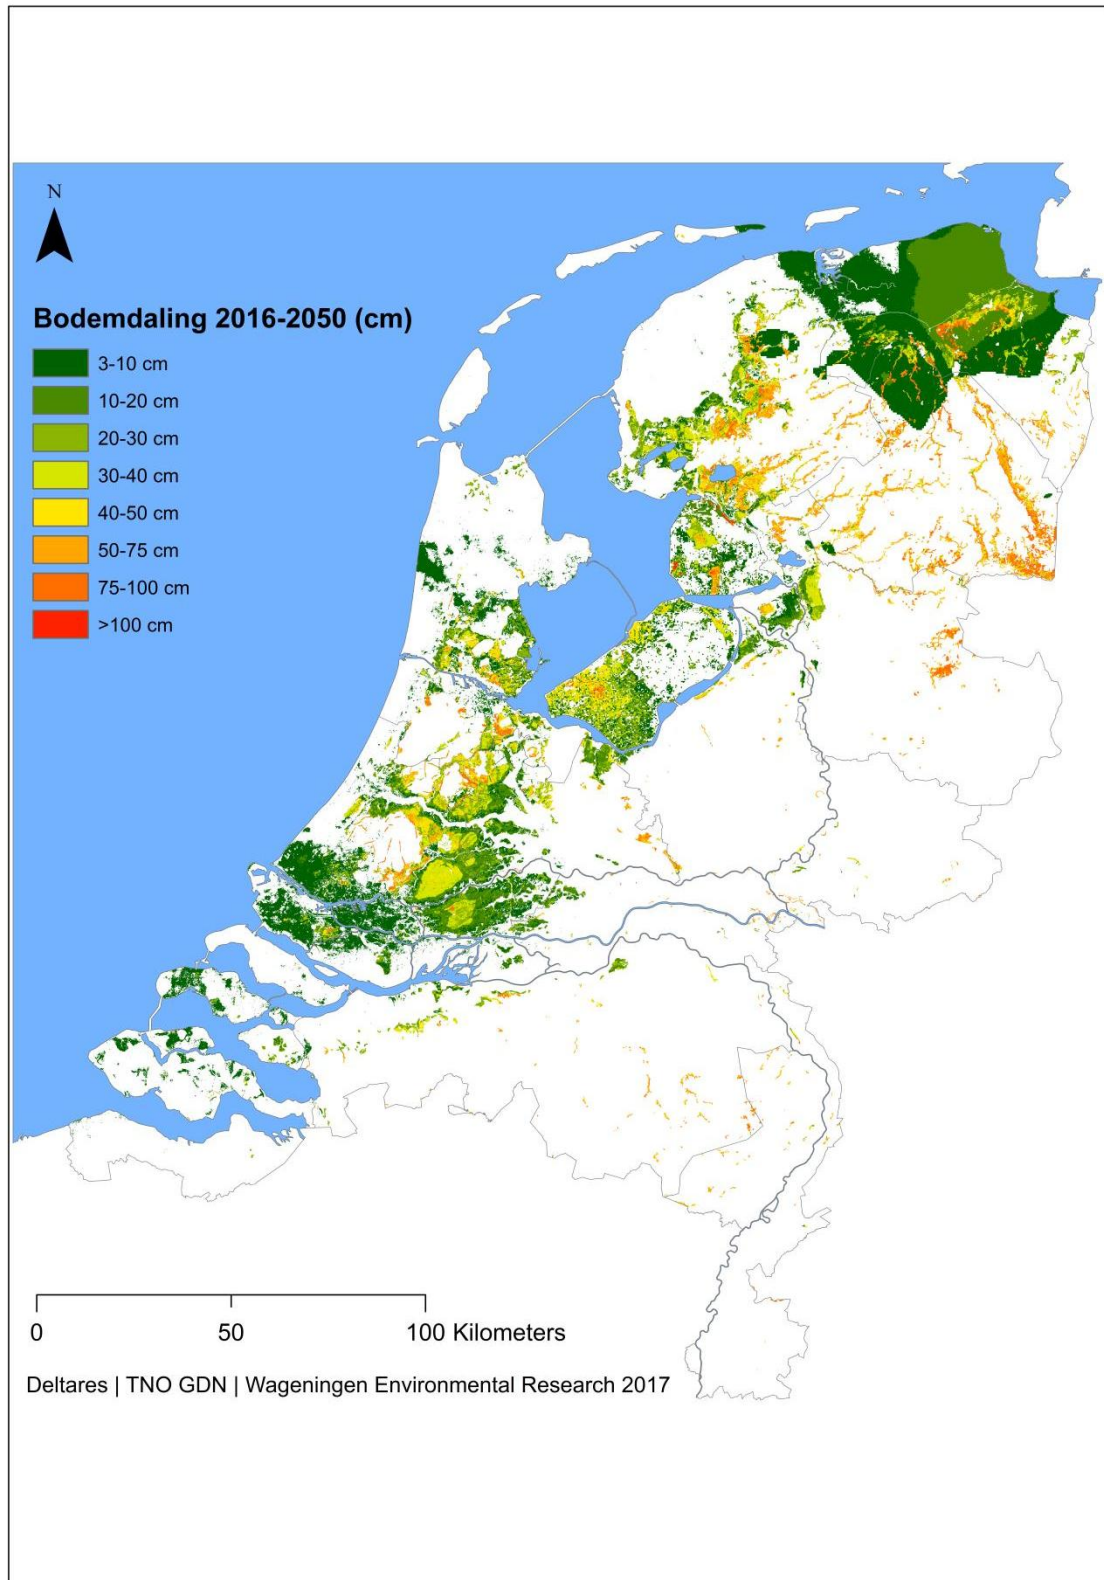 N
Bodemdaling 2016-2050 (cm)
3-10 cm
10-20 cm
20-30 cm
30-40 cm
40-50 cm
50-75 cm
75-100 cm
>100 cm
0 50 100 Kilometers
Deltares | TNO GDN | Wageningen Environmental Research 2017